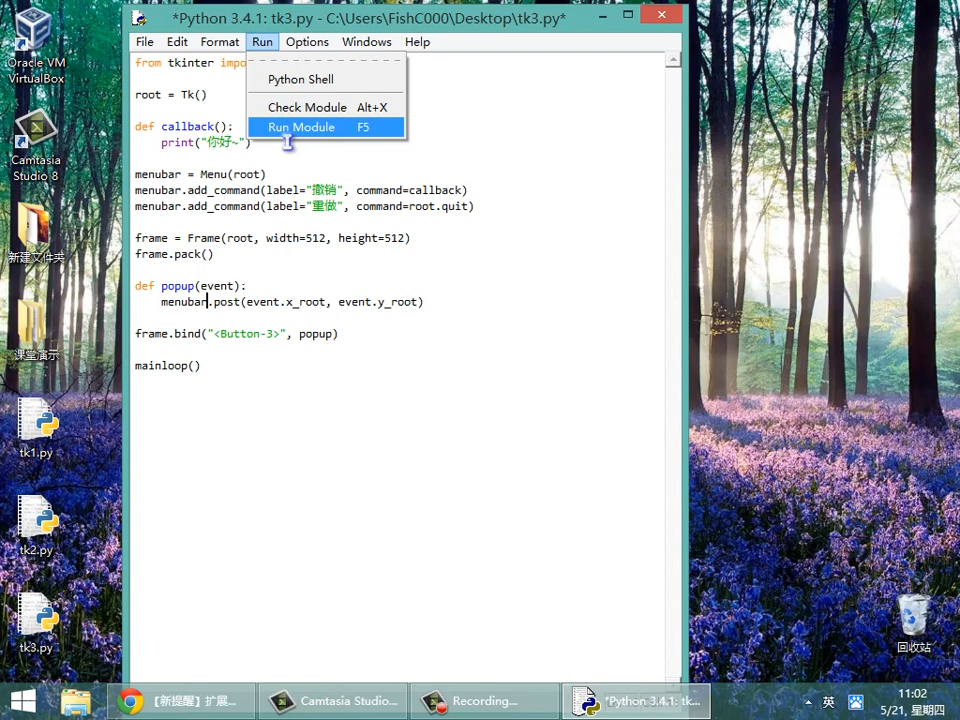 *Python 3.4.1: tk3.py - C:\Users\FishC000\Desktop\tk3.py*
File Edit Format Run Options Windows Help
from tkinter impo
Python Shell
root = Tk()
Check Module Alt+X
def callback():
Run Module F5
print("你好~")
menubar = Menu(root)
menubar.add_command(label="撤销", command=callback)
menubar.add_command(label="重做", command=root.quit)
frame = Frame(root, width=512, height=512)
frame.pack()
def popup(event):
menubar.post(event.x_root, event.y_root)
frame.bind("<Button-3>", popup)
mainloop()
Oracle VM
VirtualBox
Camtasia
Studio 8
新建文件夹
课堂演示
tk1.py
tk2.py
tk3.py
回收站
【新提醒】扩展...
Camtasia Studio...
Recording...
*Python 3.4.1: tk...
英
11:02
5/21, 星期四